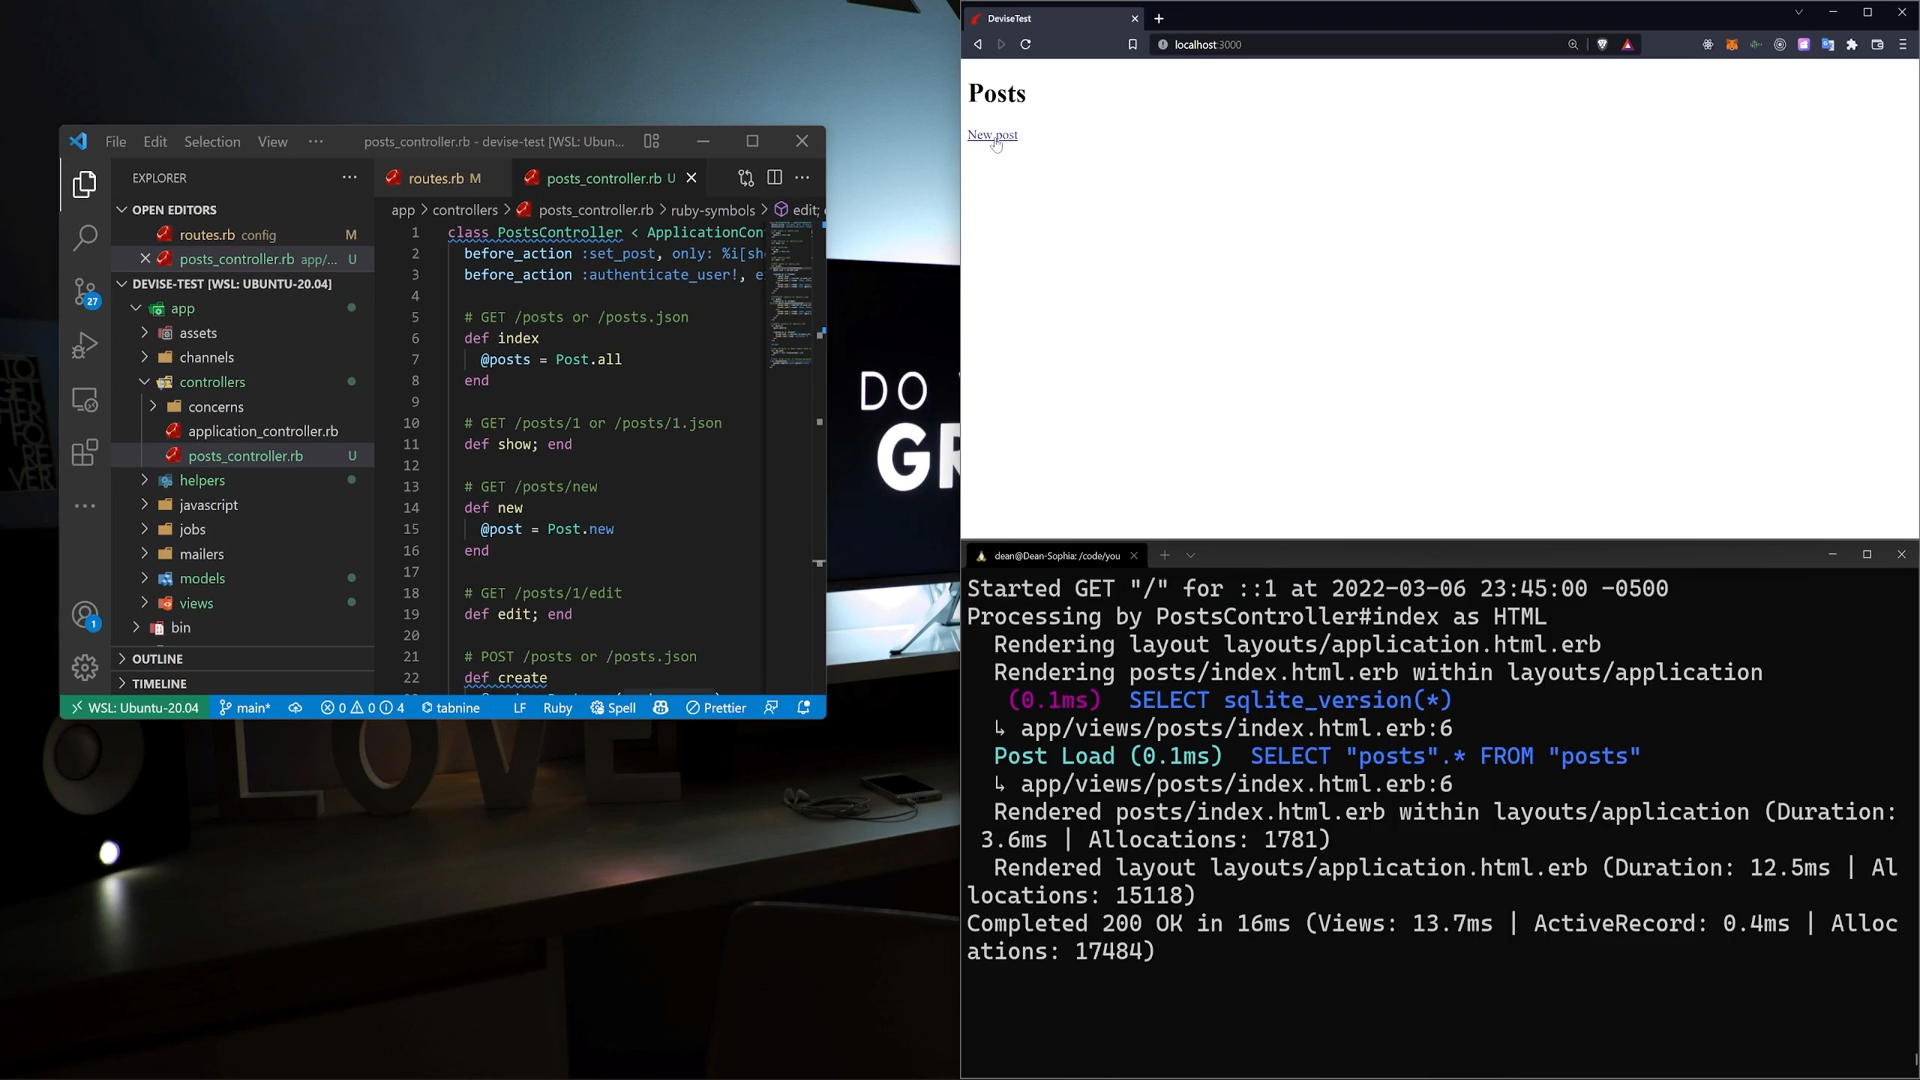 File Edit Selection View ··· posts_controller.rb - devise-test [WSL: Ubun...
EXPLORER
OPEN EDITORS
routes.rb config M
posts_controller.rb app/... U
DEVISE-TEST [WSL: UBUNTU-20.04]
app
assets
channels
controllers
concerns
application_controller.rb
posts_controller.rb U
helpers
javascript
jobs
mailers
models
views
bin
OUTLINE
TIMELINE
27
1
routes.rb M
posts_controller.rb U
app > controllers > posts_controller.rb > ruby-symbols > edit;
1 class PostsController < ApplicationCon
2 before_action :set_post, only: %i[sh
3 before_action :authenticate_user!, e
4
5 # GET /posts or /posts.json
6 def index
7 @posts = Post.all
8 end
9
10 # GET /posts/1 or /posts/1.json
11 def show; end
12
13 # GET /posts/new
14 def new
15 @post = Post.new
16 end
17
18 # GET /posts/1/edit
19 def edit; end
20
21 # POST /posts or /posts.json
22 def create
WSL: Ubuntu-20.04 main* 0 0 4 tabnine LF Ruby Spell Prettier
DO
GR
LOVE
DeviseTest
localhost:3000
Posts
New post
dean@Dean-Sophia: /code/you
Started GET "/" for ::1 at 2022-03-06 23:45:00 -0500
Processing by PostsController#index as HTML
Rendering layout layouts/application.html.erb
Rendering posts/index.html.erb within layouts/application
(0.1ms) SELECT sqlite_version(*)
↳ app/views/posts/index.html.erb:6
Post Load (0.1ms) SELECT "posts".* FROM "posts"
↳ app/views/posts/index.html.erb:6
Rendered posts/index.html.erb within layouts/application (Duration:
3.6ms | Allocations: 1781)
Rendered layout layouts/application.html.erb (Duration: 12.5ms | Al
locations: 15118)
Completed 200 OK in 16ms (Views: 13.7ms | ActiveRecord: 0.4ms | Alloc
ations: 17484)